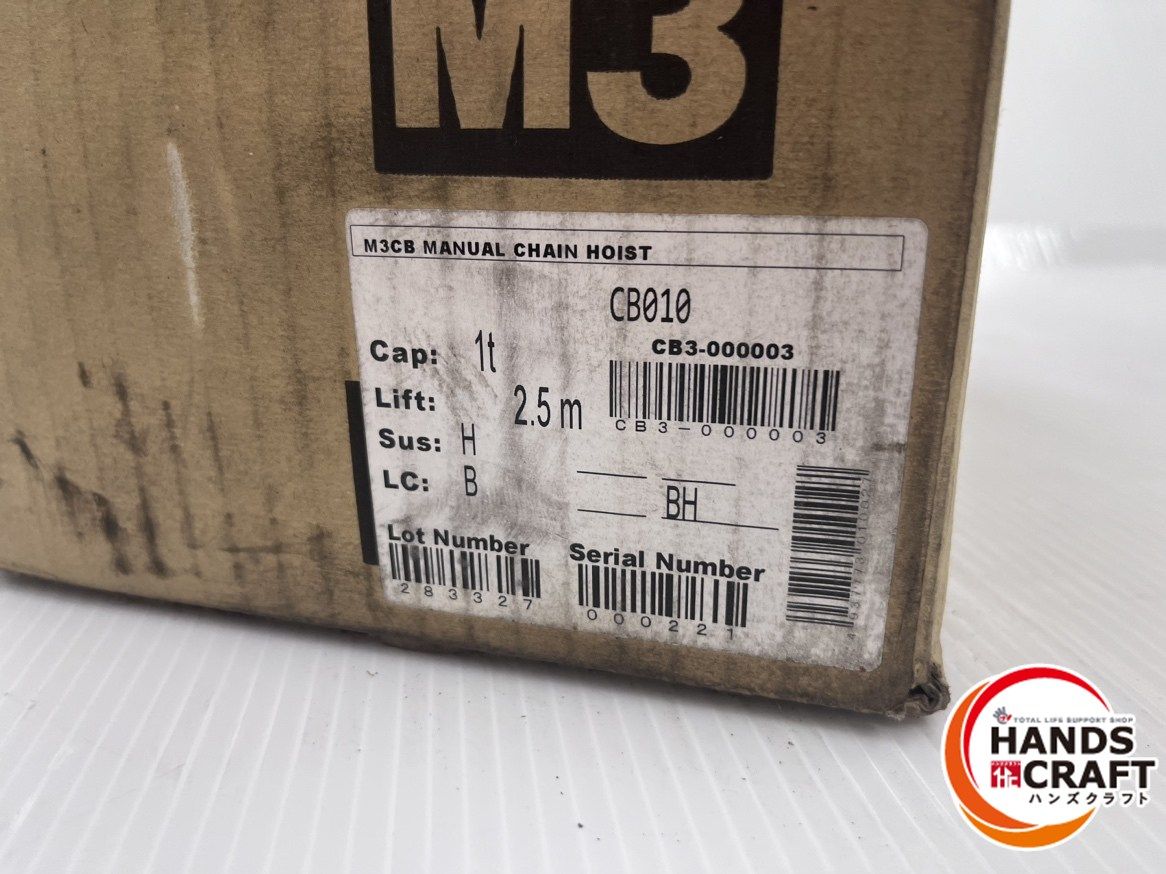 M3
M3CB MANUAL CHAIN HOIST
CB010
CB3-000003
Cap: 1t
CB3-000003
Lift: 2.5 m
Sus: H
LC: B
BH
Lot Number
283327
Serial Number
000221
TOTAL LIFE SUPPORT SHOP
HANDS
CRAFT
ハンズクラフト